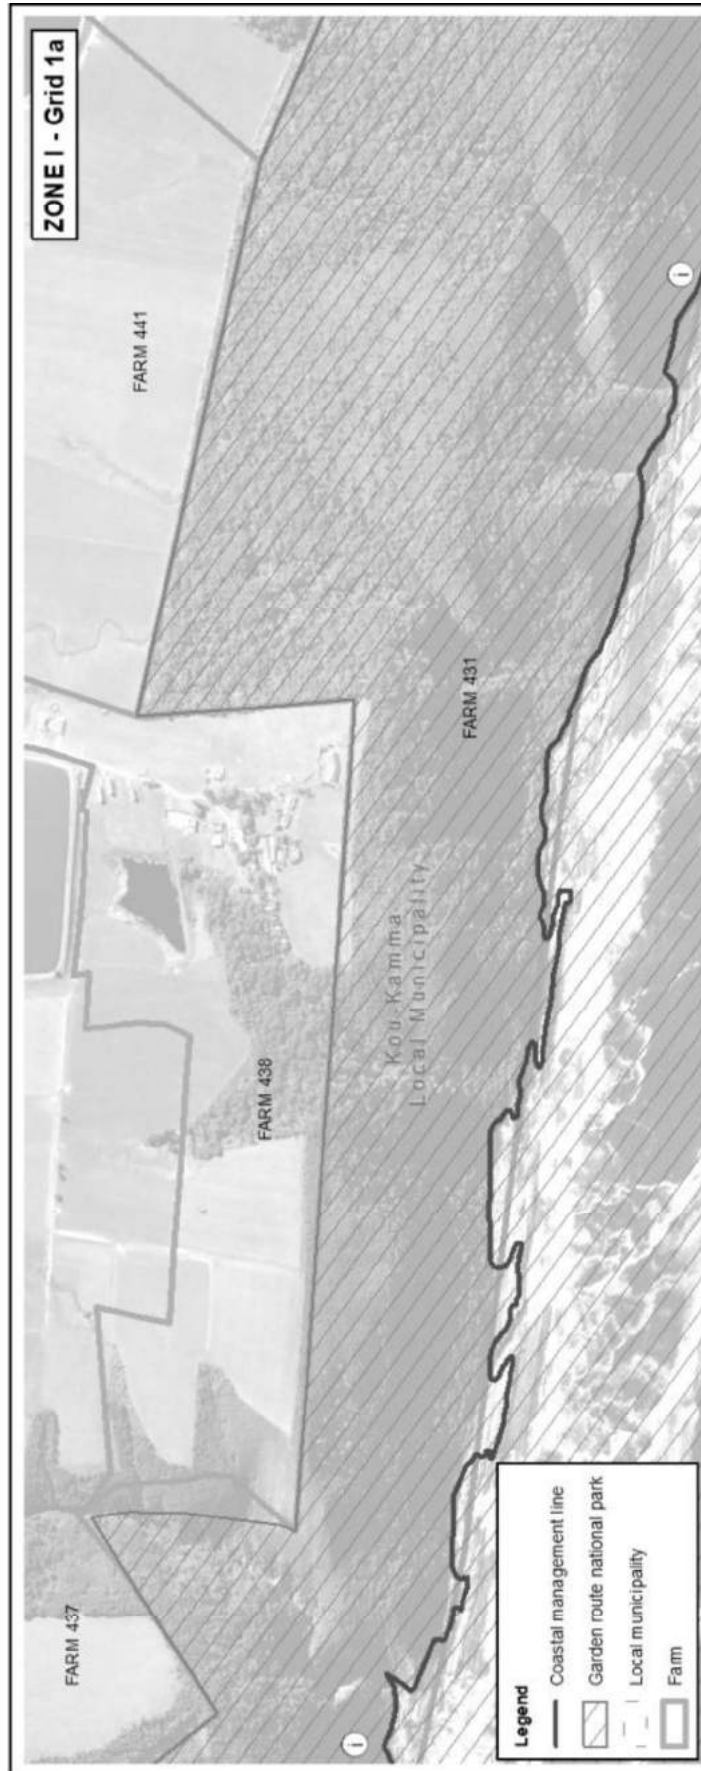 ZONE I - Grid 1a
FARM 441
FARM 431
i
Kou-Kamma
Local Municipality
FARM 438
FARM 437
i
Legend
Coastal management line
Garden route national park
Local municipality
Farm